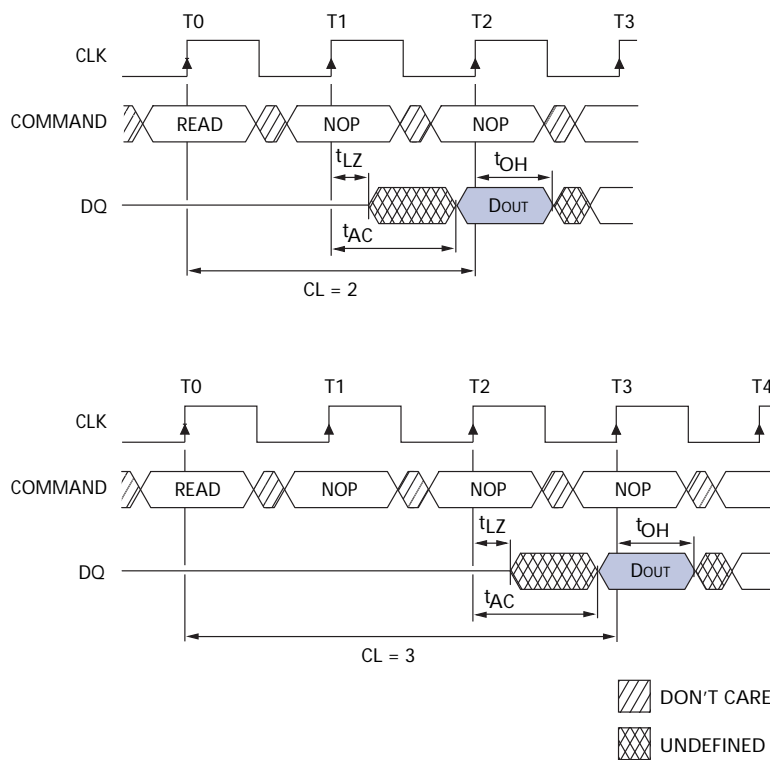 T0 T1 T2 T3
CLK
COMMAND READ NOP NOP
tLZ tOH
DQ DOUT
tAC
CL = 2
T0 T1 T2 T3 T4
CLK
COMMAND READ NOP NOP NOP
tLZ tOH
DQ DOUT
tAC
CL = 3
DON'T CARE
UNDEFINED